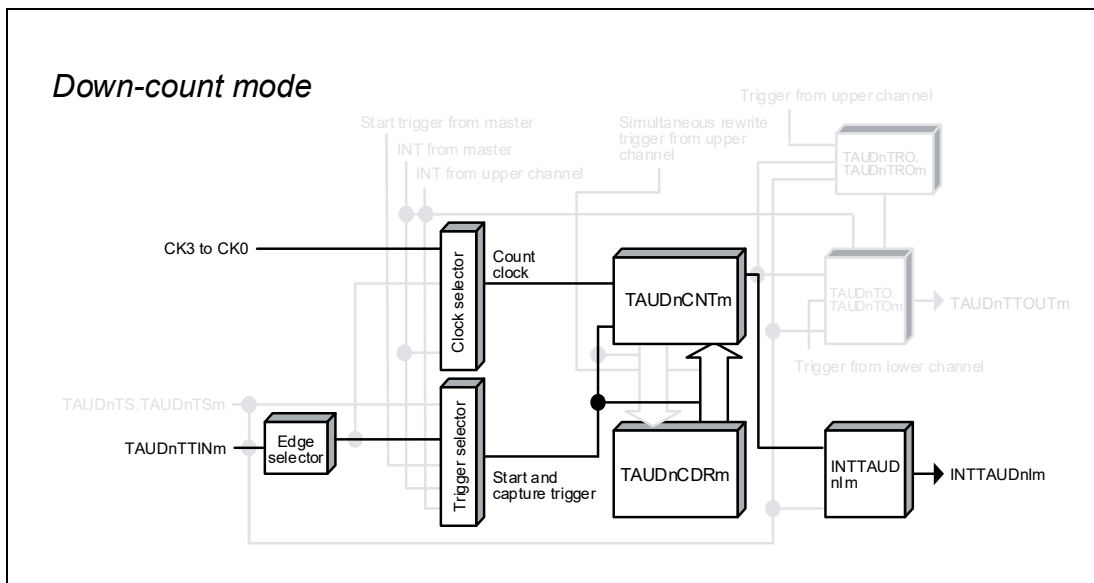 Down-count mode
Trigger from upper channel
Start trigger from master
INT from master
INT from upper channel
Simultaneous rewrite
trigger from upper
channel
TAUDnTRO.
TAUDnTROm
CK3 to CK0
Clock selector
Count
clock
TAUDnCNTm
TAUDnTO.
TAUDnTOm
TAUDnTTOUTm
Trigger from lower channel
TAUDnTS.TAUDnTSm
TAUDnTTINm
Edge
selector
Trigger selector
Start and
capture trigger
TAUDnCDRm
INTTAUD
nIm
INTTAUDnIm